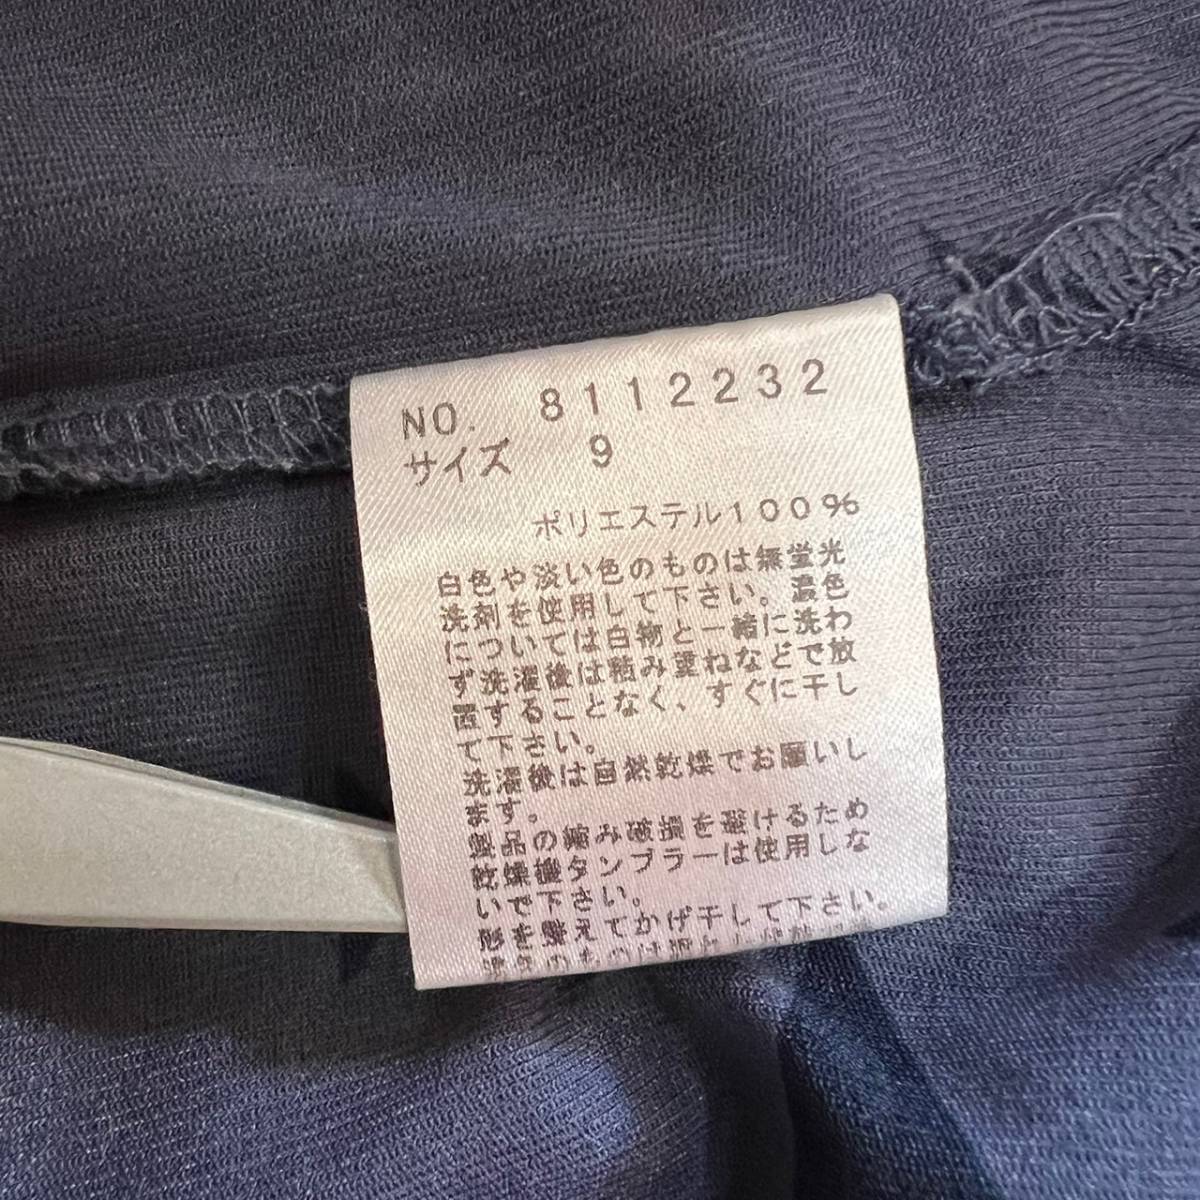 NO. 8112232
サイズ 9
ポリエステル100%
白色や淡い色のものは無蛍光
洗剤を使用して下さい。濃色
については白物と一緒に洗わ
ず洗濯後は積み重ねなどで放
置することなく、すぐに干し
て下さい。
洗濯後は自然乾燥でお願いし
ます。
製品の縮み破損を避けるため
乾燥機タンブラーは使用しな
いで下さい。
形を整えてかげ干して下さい。
濃色のものは